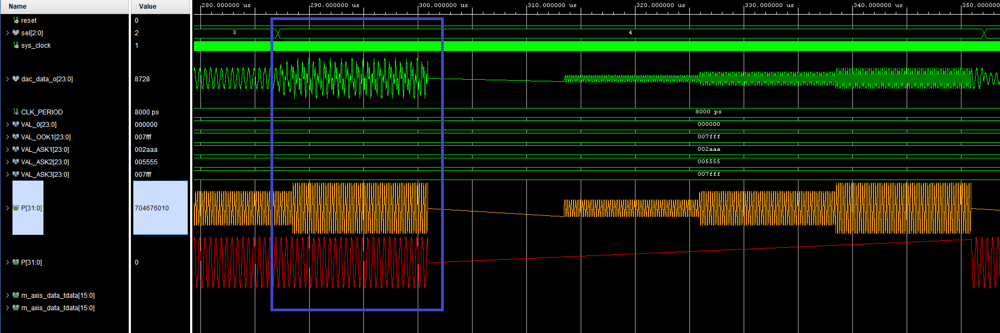 Name Value 280.000000 us 290.000000 us 300.000000 us 310.000000 us 320.000000 us 330.000000 us 340.000000 us 350.000000
reset 0
sel[2:0] 2 3 4
sys_clock 1
dac_data_o[23:0] 8728
CLK_PERIOD 8000 ps 8000 ps
VAL_0[23:0] 000000 000000
VAL_OOK1[23:0] 007fff 007fff
VAL_ASK1[23:0] 002aaa 002aaa
VAL_ASK2[23:0] 005555 005555
VAL_ASK3[23:0] 007fff 007fff
P[31:0] 704676010
P[31:0] 0
m_axis_data_tdata[15:0]
m_axis_data_tdata[15:0]